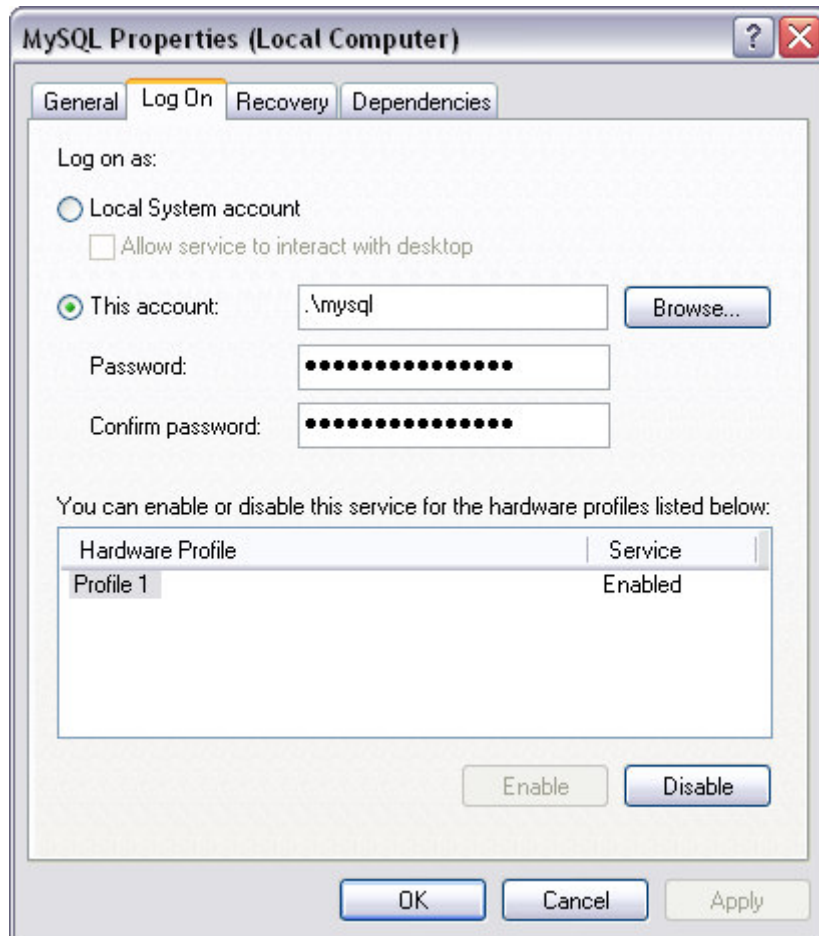 MySQL Properties (Local Computer)
General Log On Recovery Dependencies
Log on as:
Local System account
Allow service to interact with desktop
This account: .\mysql Browse...
Password: •••••••••••••••
Confirm password: •••••••••••••••
You can enable or disable this service for the hardware profiles listed below:
Hardware Profile Service
Profile 1 Enabled
Enable Disable
OK Cancel Apply